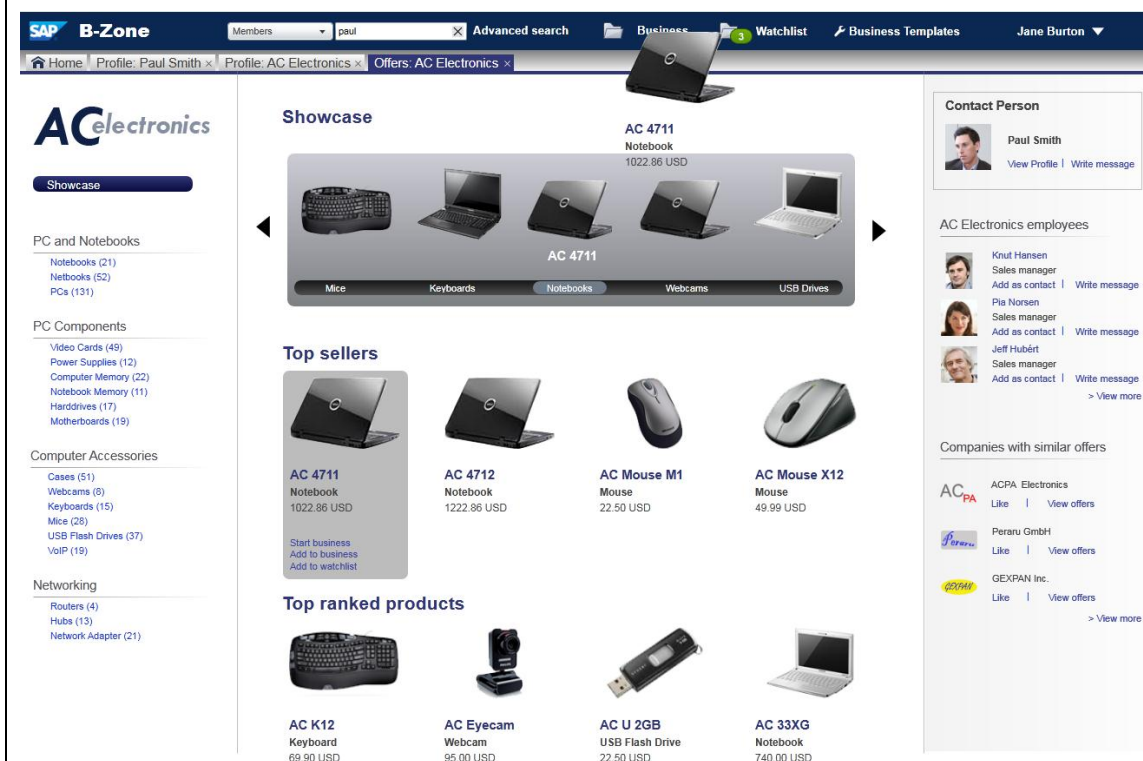 SAP B-Zone
Members paul Advanced search Business 3 Watchlist Business Templates Jane Burton
Home Profile: Paul Smith × Profile: AC Electronics × Offers: AC Electronics ×
AC electronics
Showcase
PC and Notebooks
Notebooks (21)
Netbooks (52)
PCs (131)
PC Components
Video Cards (49)
Power Supplies (12)
Computer Memory (22)
Notebook Memory (11)
Harddrives (17)
Motherboards (19)
Computer Accessories
Cases (51)
Webcams (8)
Keyboards (15)
Mice (28)
USB Flash Drives (37)
VoIP (19)
Networking
Routers (4)
Hubs (13)
Network Adapter (21)
Showcase
AC 4711
Notebook
1022.86 USD
AC 4711
Mice Keyboards Notebooks Webcams USB Drives
Top sellers
AC 4711
Notebook
1022.86 USD
Start business
Add to business
Add to watchlist
AC 4712
Notebook
1222.86 USD
AC Mouse M1
Mouse
22.50 USD
AC Mouse X12
Mouse
49.99 USD
Top ranked products
AC K12
Keyboard
69.90 USD
AC Eyecam
Webcam
95.00 USD
AC U 2GB
USB Flash Drive
22.50 USD
AC 33XG
Notebook
740.00 USD
Contact Person
Paul Smith
View Profile | Write message
AC Electronics employees
Knut Hansen
Sales manager
Add as contact | Write message
Pia Norsen
Sales manager
Add as contact | Write message
Jeff Hubért
Sales manager
Add as contact | Write message
> View more
Companies with similar offers
AC PA
ACPA Electronics
Like | View offers
Peraru
Peraru GmbH
Like | View offers
GEXPAN
GEXPAN Inc.
Like | View offers
> View more